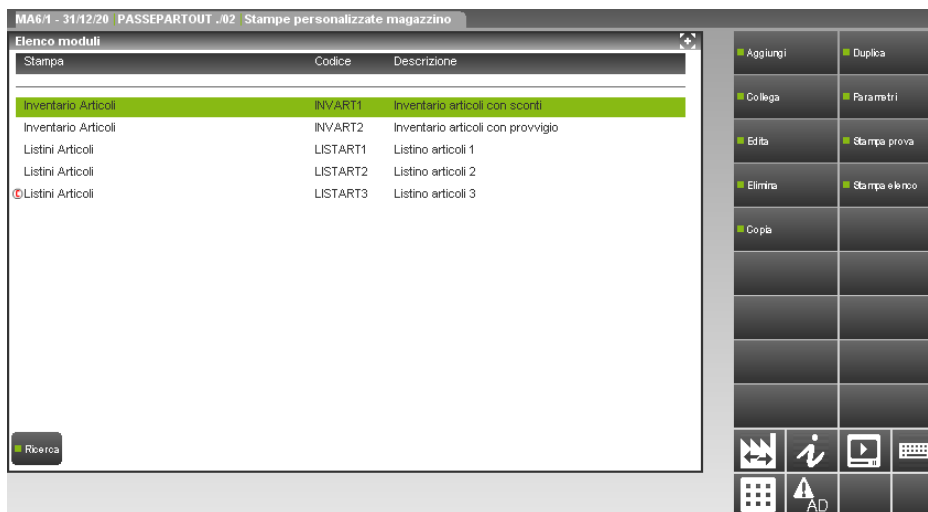 MA6/1 - 31/12/20 PASSEPARTOUT ./02 Stampe personalizzate magazzino
Elenco moduli
Stampa Codice Descrizione
Inventario Articoli INVART1 Inventario articoli con sconti
Inventario Articoli INVART2 Inventario articoli con provvigio
Listini Articoli LISTART1 Listino articoli 1
Listini Articoli LISTART2 Listino articoli 2
Listini Articoli LISTART3 Listino articoli 3
Ricerca
Aggiungi Duplica
Collega Parametri
Edita Stampa prova
Elimina Stampa elenco
Copia
AD